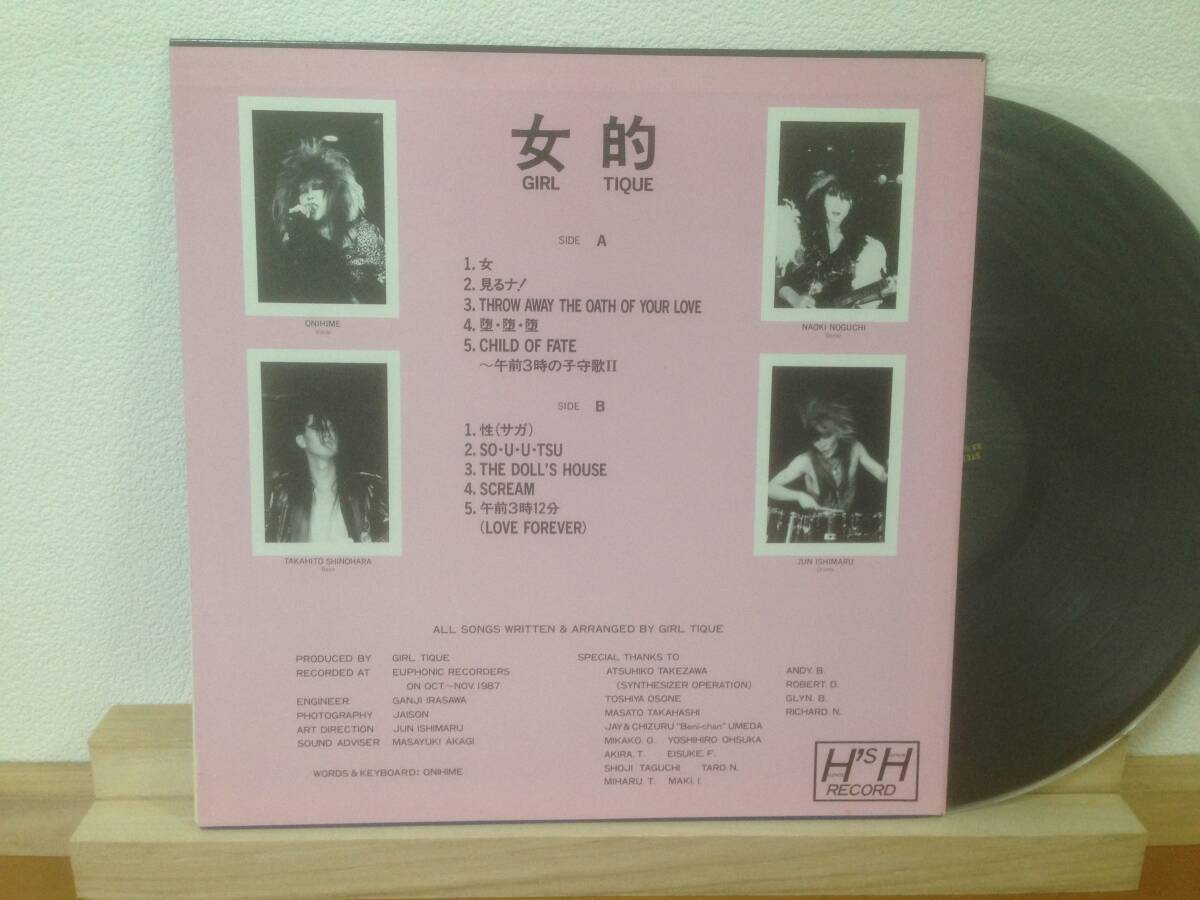 女的
GIRL TIQUE
SIDE A
1. 女
2. 見るナ!
3. THROW AWAY THE OATH OF YOUR LOVE
4. 堕・堕・堕
5. CHILD OF FATE
〜午前3時の子守歌II
SIDE B
1. 性(サガ)
2. SO・U・U・TSU
3. THE DOLL'S HOUSE
4. SCREAM
5. 午前3時12分
(LOVE FOREVER)
ONIHIME
Vocal
NAOKI NOGUCHI
Guitar
TAKAHITO SHINOHARA
Bass
JUN ISHIMARU
Drums
ALL SONGS WRITTEN & ARRANGED BY GIRL TIQUE
PRODUCED BY GIRL TIQUE
RECORDED AT EUPHONIC RECORDERS
ON OCT.〜NOV. 1987
ENGINEER GANJI IRASAWA
PHOTOGRAPHY JAISON
ART DIRECTION JUN ISHIMARU
SOUND ADVISER MASAYUKI AKAGI
WORDS & KEYBOARD: ONIHIME
SPECIAL THANKS TO
ATSUHIKO TAKEZAWA
(SYNTHESIZER OPERATION)
TOSHIYA OSONE
MASATO TAKAHASHI
JAY & CHIZURU "Beni-chan" UMEDA
MIKAKO. O. YOSHIHIRO OHSUKA
AKIRA. T. EISUKE. F.
SHOJI TAGUCHI TARO. N.
MIHARU. T. MAKI. I.
ANDY. B.
ROBERT. D.
GLYN. B.
RICHARD. N.
H'S H
RECORD